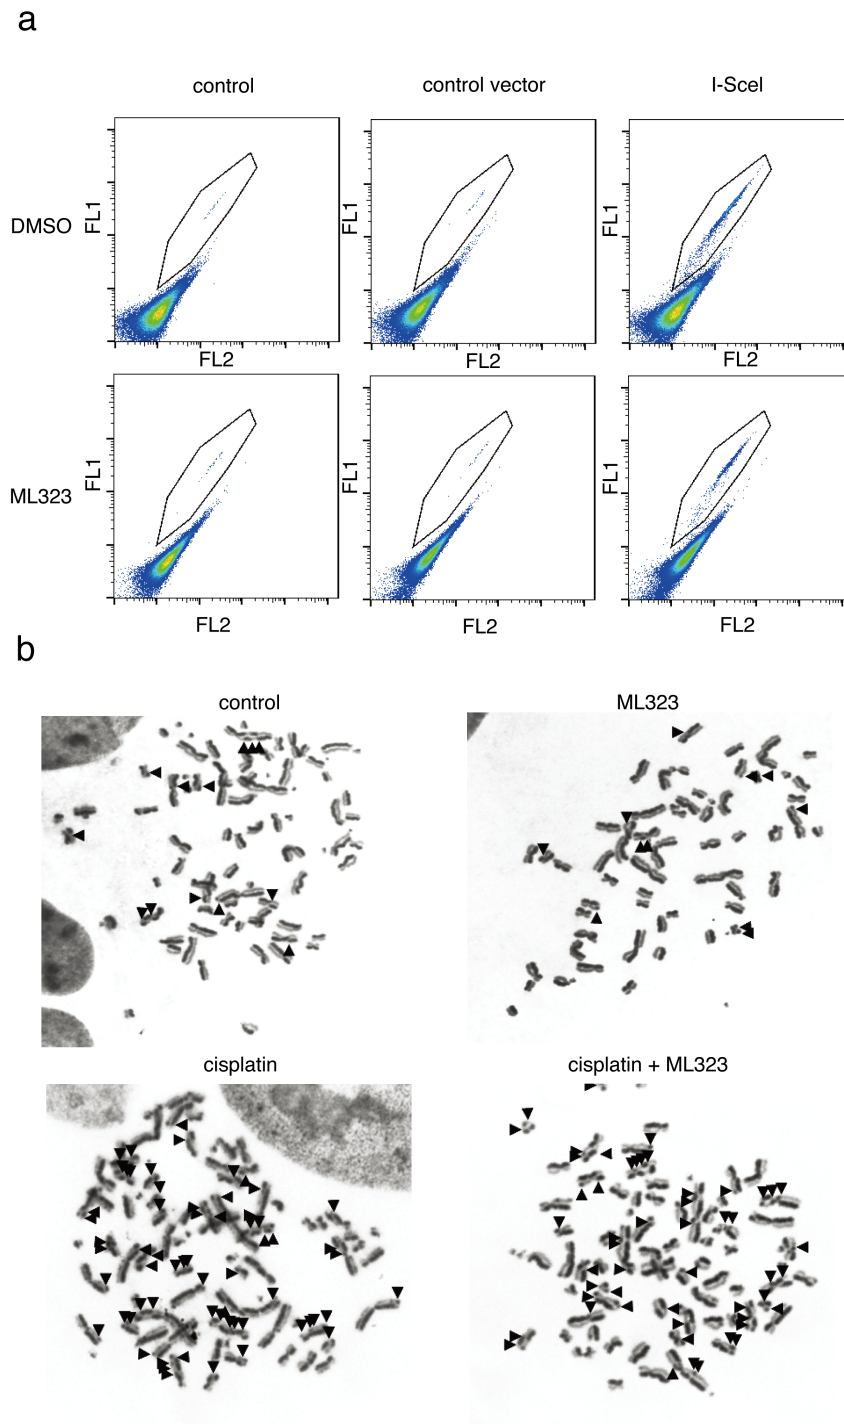 a
control control vector I-SceI
DMSO FL1 FL1 FL1
FL2 FL2 FL2
ML323 FL1 FL1 FL1
FL2 FL2 FL2
b
control ML323
cisplatin cisplatin + ML323